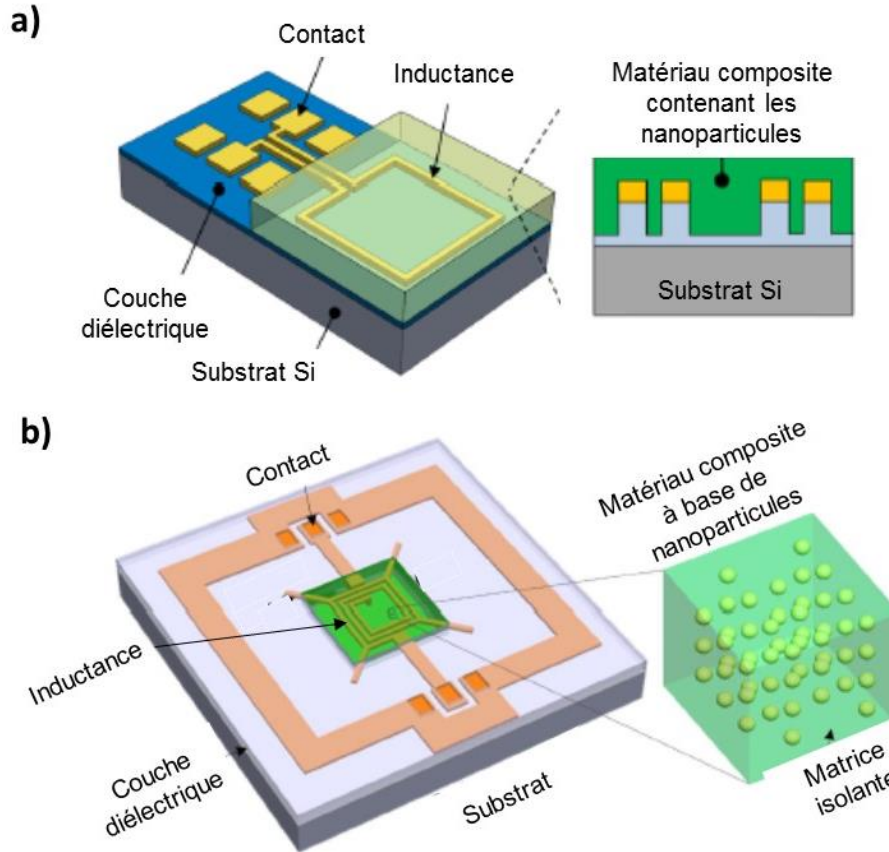 a)
Contact
Inductance
Matériau composite
contenant les
nanoparticules
Couche
diélectrique
Substrat Si
Substrat Si
b)
Contact
Matériau composite
à base de
nanoparticules
Inductance
Couche
diélectrique
Substrat
Matrice
isolante